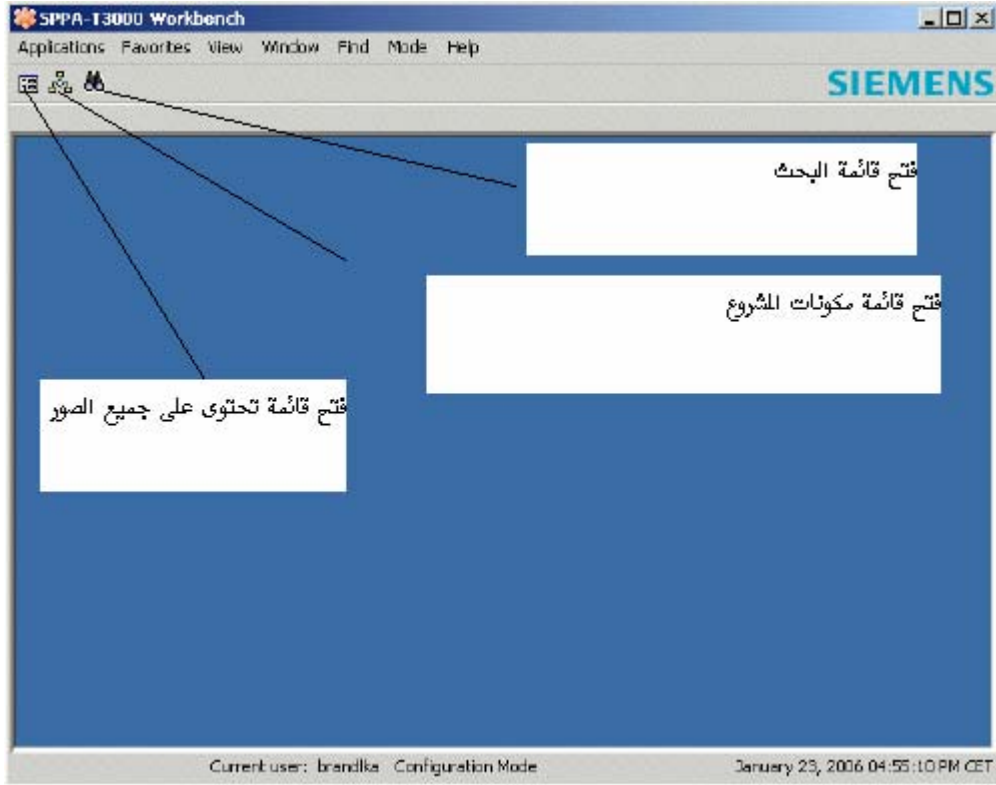 SPPA-T3000 Workbench
Applications Favorites View Window Find Mode Help
SIEMENS
فتح قائمة البحث
فتح قائمة مكونات المشروع
فتح قائمة تحتوى على جميع الصور
Current user: brandlka Configuration Mode
January 23, 2006 04:55:10 PM CET